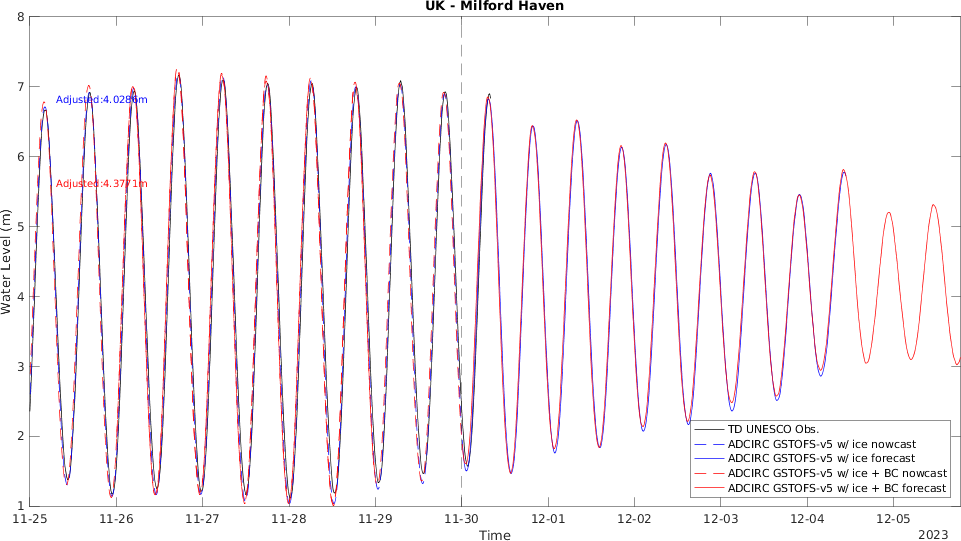 UK - Milford Haven
8
7
6
5
4
3
2
1
Water Level (m)
Adjusted:4.0286m
Adjusted:4.3771m
TD UNESCO Obs.
ADCIRC GSTOFS-v5 w/ ice nowcast
ADCIRC GSTOFS-v5 w/ ice forecast
ADCIRC GSTOFS-v5 w/ ice + BC nowcast
ADCIRC GSTOFS-v5 w/ ice + BC forecast
11-25 11-26 11-27 11-28 11-29 11-30 12-01 12-02 12-03 12-04 12-05
Time
2023